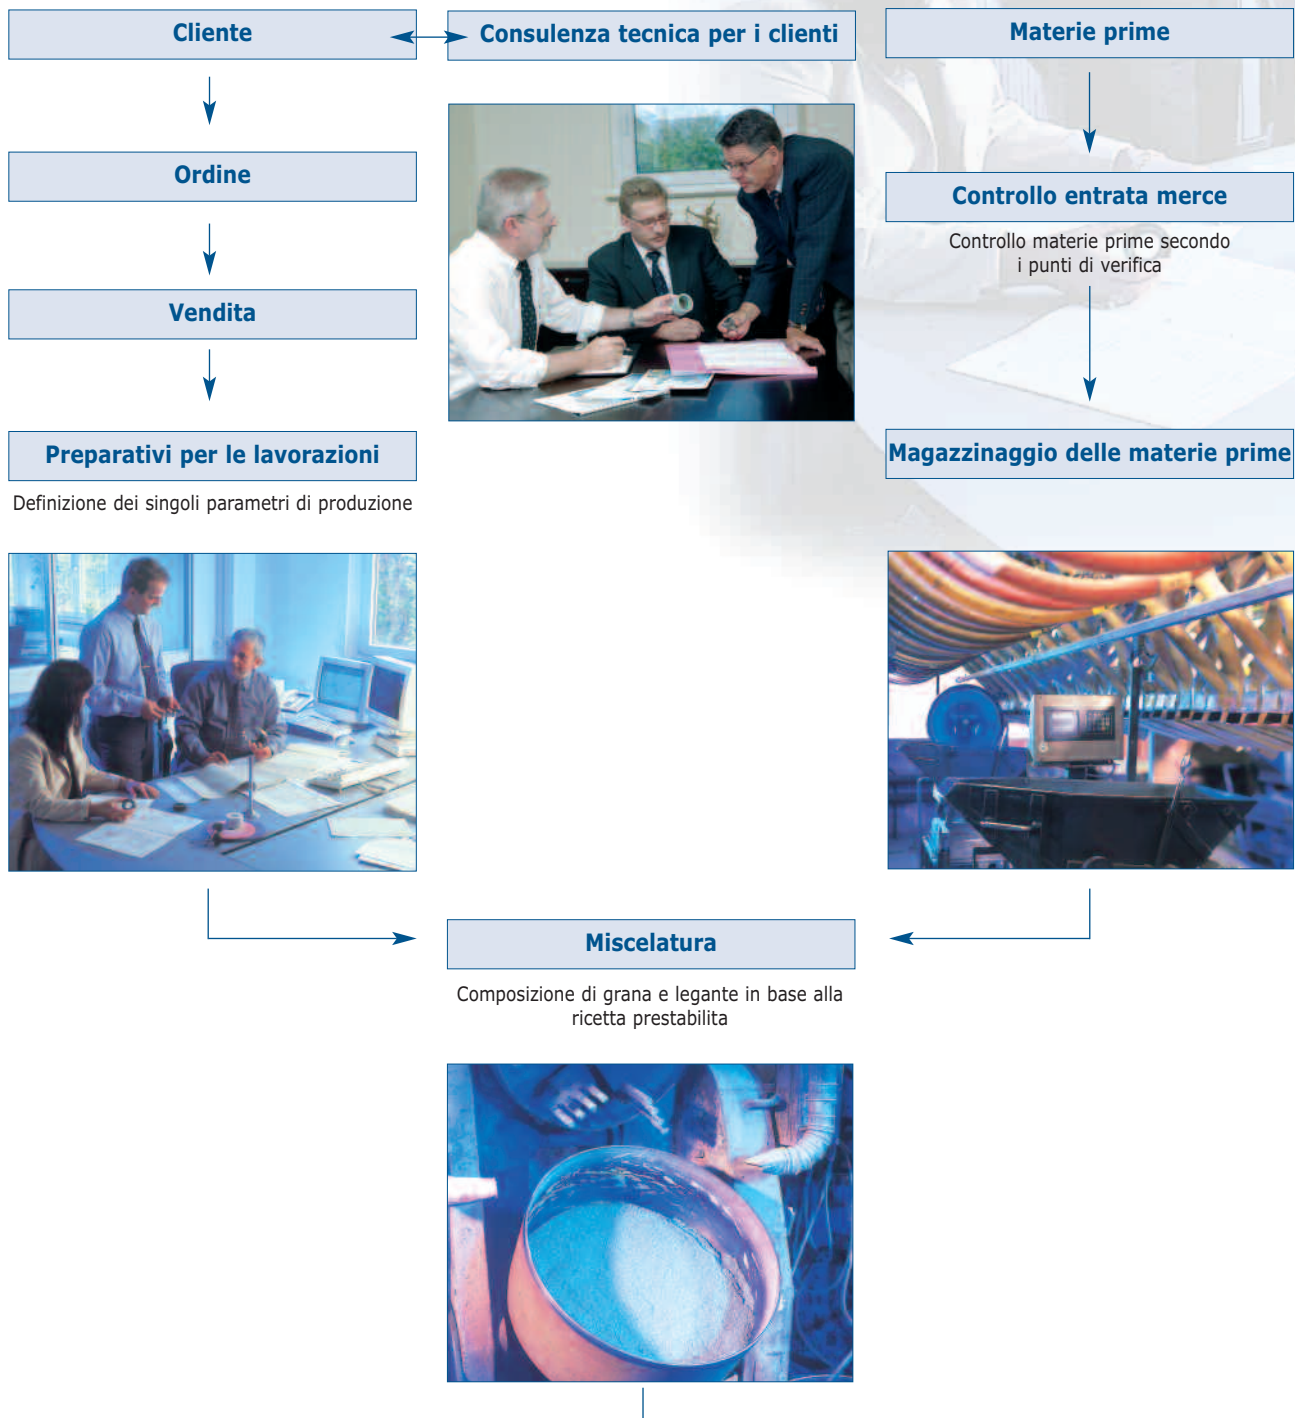 Cliente
Consulenza tecnica per i clienti
Materie prime
Ordine
Controllo entrata merce
Controllo materie prime secondo
i punti di verifica
Vendita
Preparativi per le lavorazioni
Definizione dei singoli parametri di produzione
Magazzinaggio delle materie prime
Miscelatura
Composizione di grana e legante in base alla
ricetta prestabilita